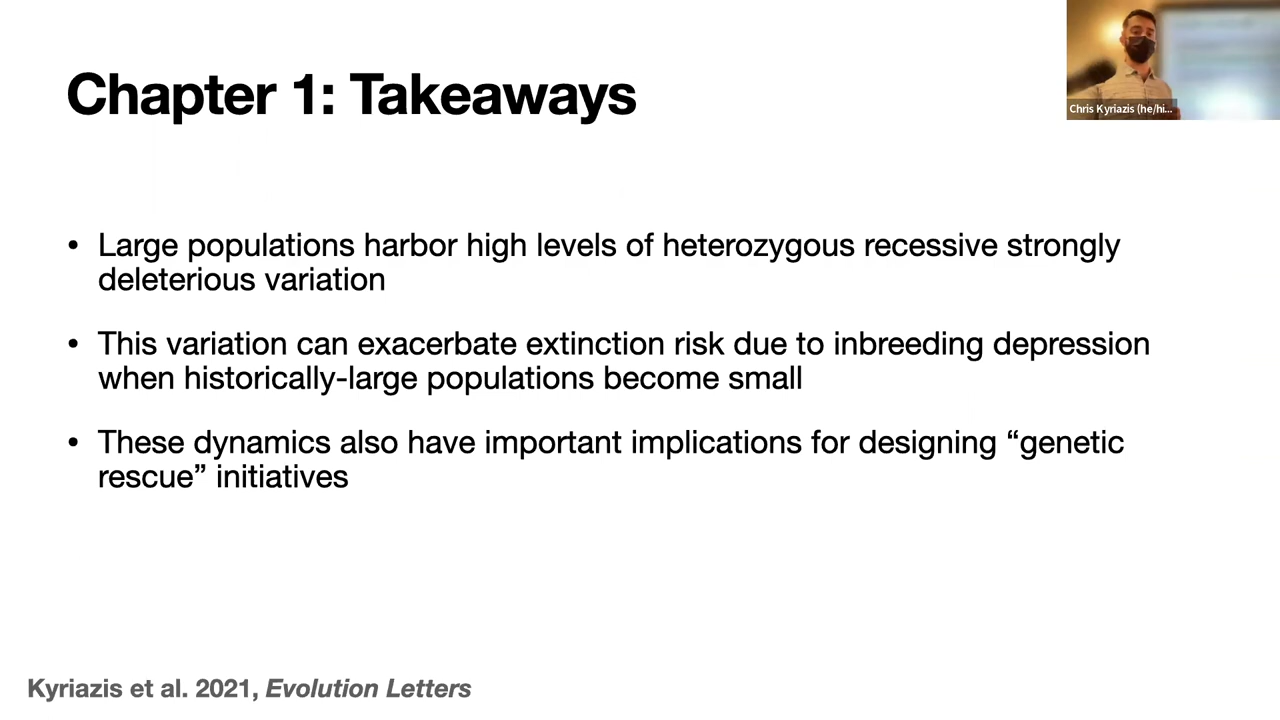 Chapter 1: Takeaways
Chris Kyriazis (he/hi...
• Large populations harbor high levels of heterozygous recessive strongly
deleterious variation
• This variation can exacerbate extinction risk due to inbreeding depression
when historically-large populations become small
• These dynamics also have important implications for designing “genetic
rescue” initiatives
Kyriazis et al. 2021, Evolution Letters